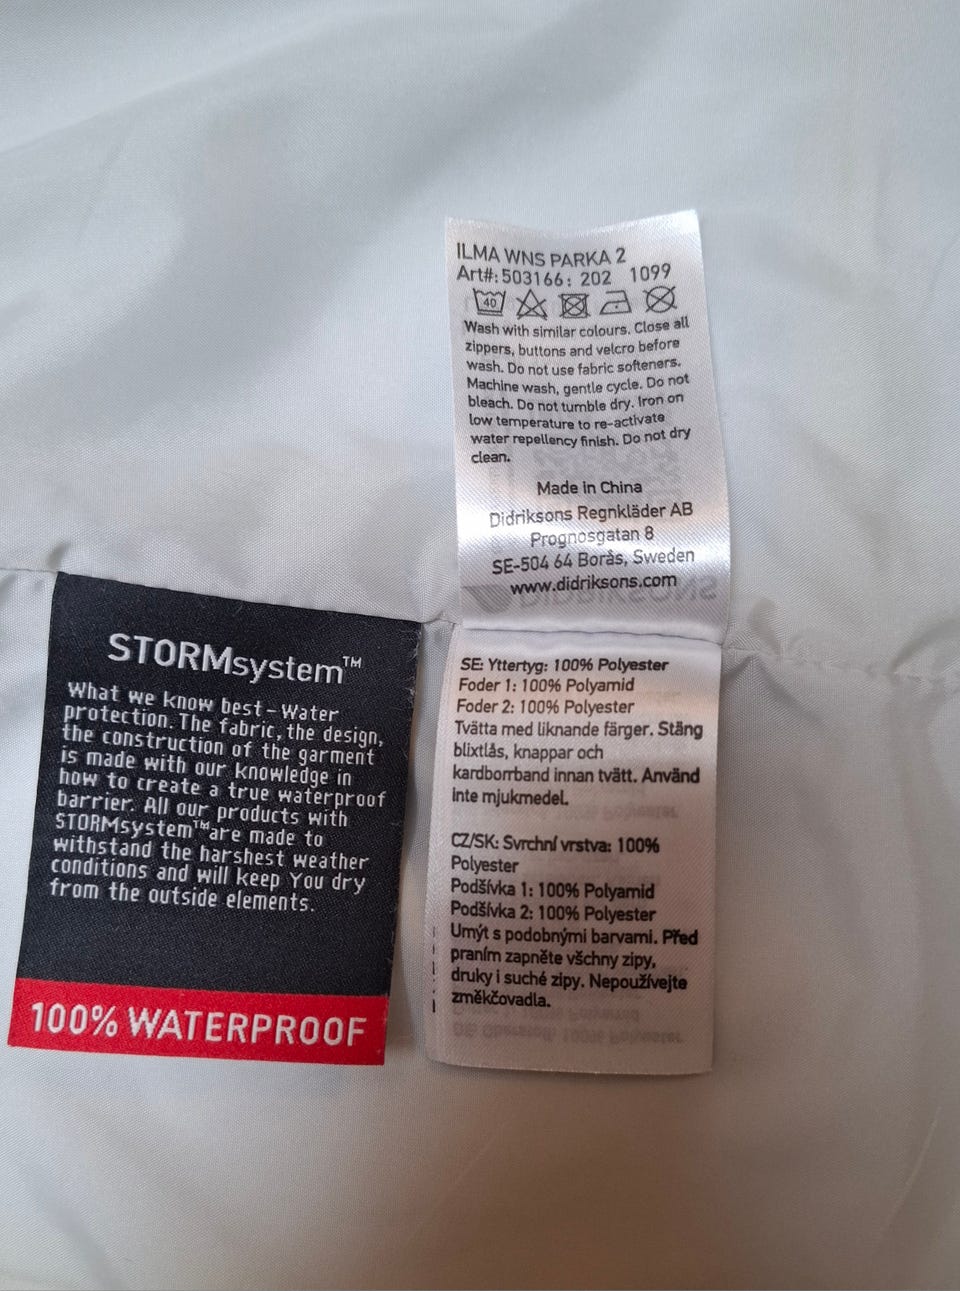 ILMA WNS PARKA 2
Art#: 503166: 202 1099
40
Wash with similar colours. Close all
zippers, buttons and velcro before
wash. Do not use fabric softeners.
Machine wash, gentle cycle. Do not
bleach. Do not tumble dry. Iron on
low temperature to re-activate
water repellency finish. Do not dry
clean.
Made in China
Didriksons Regnkläder AB
Prognosgatan 8
SE-504 64 Borås, Sweden
www.didriksons.com
DIDRIKSONS
STORMsystem™
What we know best-Water
protection. The fabric, the design,
the construction of the garment
is made with our knowledge in
how to create a true waterproof
barrier. All our products with
STORMsystem™are made to
withstand the harshest weather
conditions and will keep You dry
from the outside elements.
100% WATERPROOF
SE: Yttertyg: 100% Polyester
Foder 1: 100% Polyamid
Foder 2: 100% Polyester
Tvätta med liknande färger. Stäng
blixtlås, knappar och
kardborrband innan tvätt. Använd
inte mjukmedel.
CZ/SK: Svrchní vrstva: 100%
Polyester
Podšívka 1: 100% Polyamid
Podšívka 2: 100% Polyester
Umýt s podobnými barvami. Před
praním zapněte všchny zipy,
druky i suché zipy. Nepoužívejte
změkčovadla.